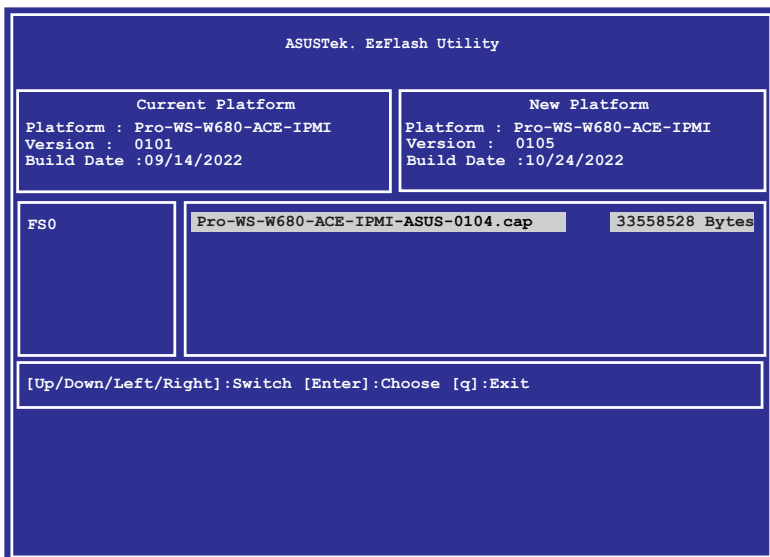 ASUSTek. EzFlash Utility
Current Platform
Platform : Pro-WS-W680-ACE-IPMI
Version : 0101
Build Date :09/14/2022
New Platform
Platform : Pro-WS-W680-ACE-IPMI
Version : 0105
Build Date :10/24/2022
FS0
Pro-WS-W680-ACE-IPMI-ASUS-0104.cap 33558528 Bytes
[Up/Down/Left/Right]:Switch [Enter]:Choose [q]:Exit